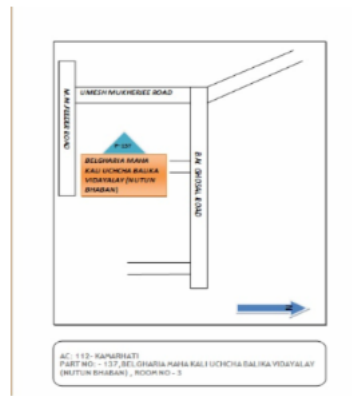 UMESH MUKHERJEE ROAD
M.M.FEEDER ROAD
P-137
BELGHARIA MAHA
KALI UCHCHA BALIKA
VIDAYALAY (NUTUN
BHABAN)
B.N. GHOSAL ROAD
N
AC: 112- KAMARHATI
PART NO: - 137,BELGHARIA MAHA KALI UCHCHA BALIKA VIDAYALAY
(NUTUN BHABAN) , ROOM NO - 3